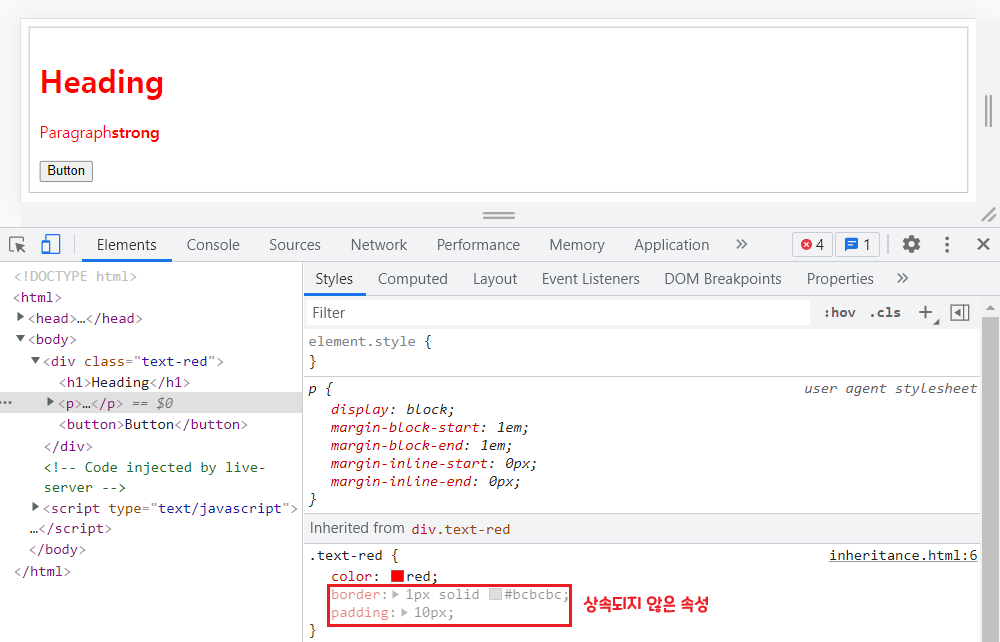 Heading
Paragraphstrong
Button
Elements Console Sources Network Performance Memory Application » 4 1
<!DOCTYPE html>
<html>
<head>…</head>
<body>
<div class="text-red">
<h1>Heading</h1>
<p>…</p> == $0
<button>Button</button>
</div>
<!-- Code injected by live-
server -->
<script type="text/javascript">
…</script>
</body>
</html>
Styles Computed Layout Event Listeners DOM Breakpoints Properties »
Filter :hov .cls +
element.style {
}
p { user agent stylesheet
display: block;
margin-block-start: 1em;
margin-block-end: 1em;
margin-inline-start: 0px;
margin-inline-end: 0px;
}
Inherited from div.text-red
.text-red { inheritance.html:6
color: red;
border: 1px solid #bcbcbc;
padding: 10px;
상속되지 않은 속성
}